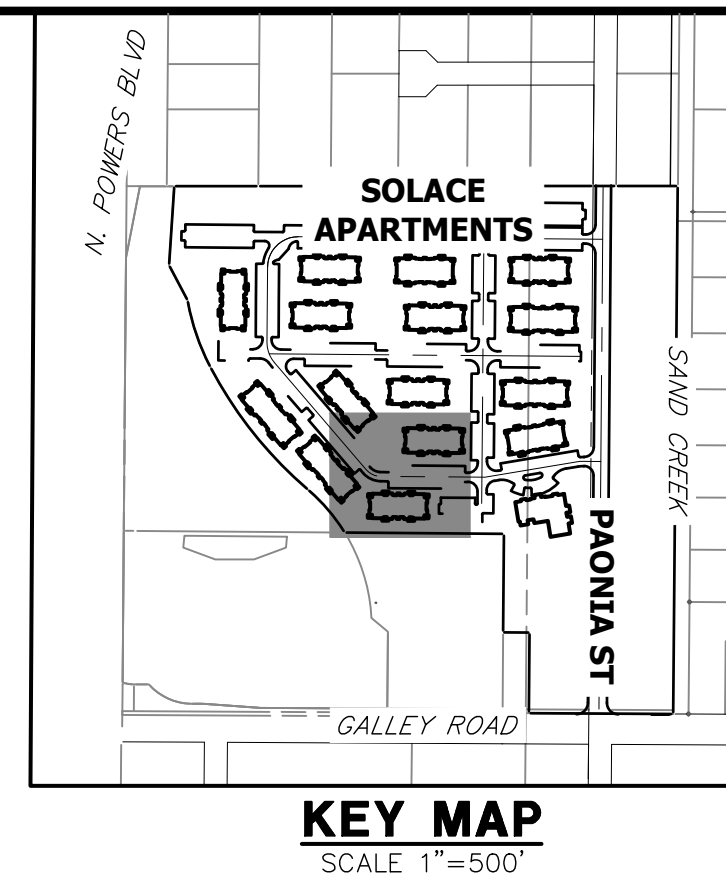 N. POWERS BLVD
SOLACE
APARTMENTS
SAND CREEK
PAONIA ST
GALLEY ROAD
KEY MAP
SCALE 1"=500'